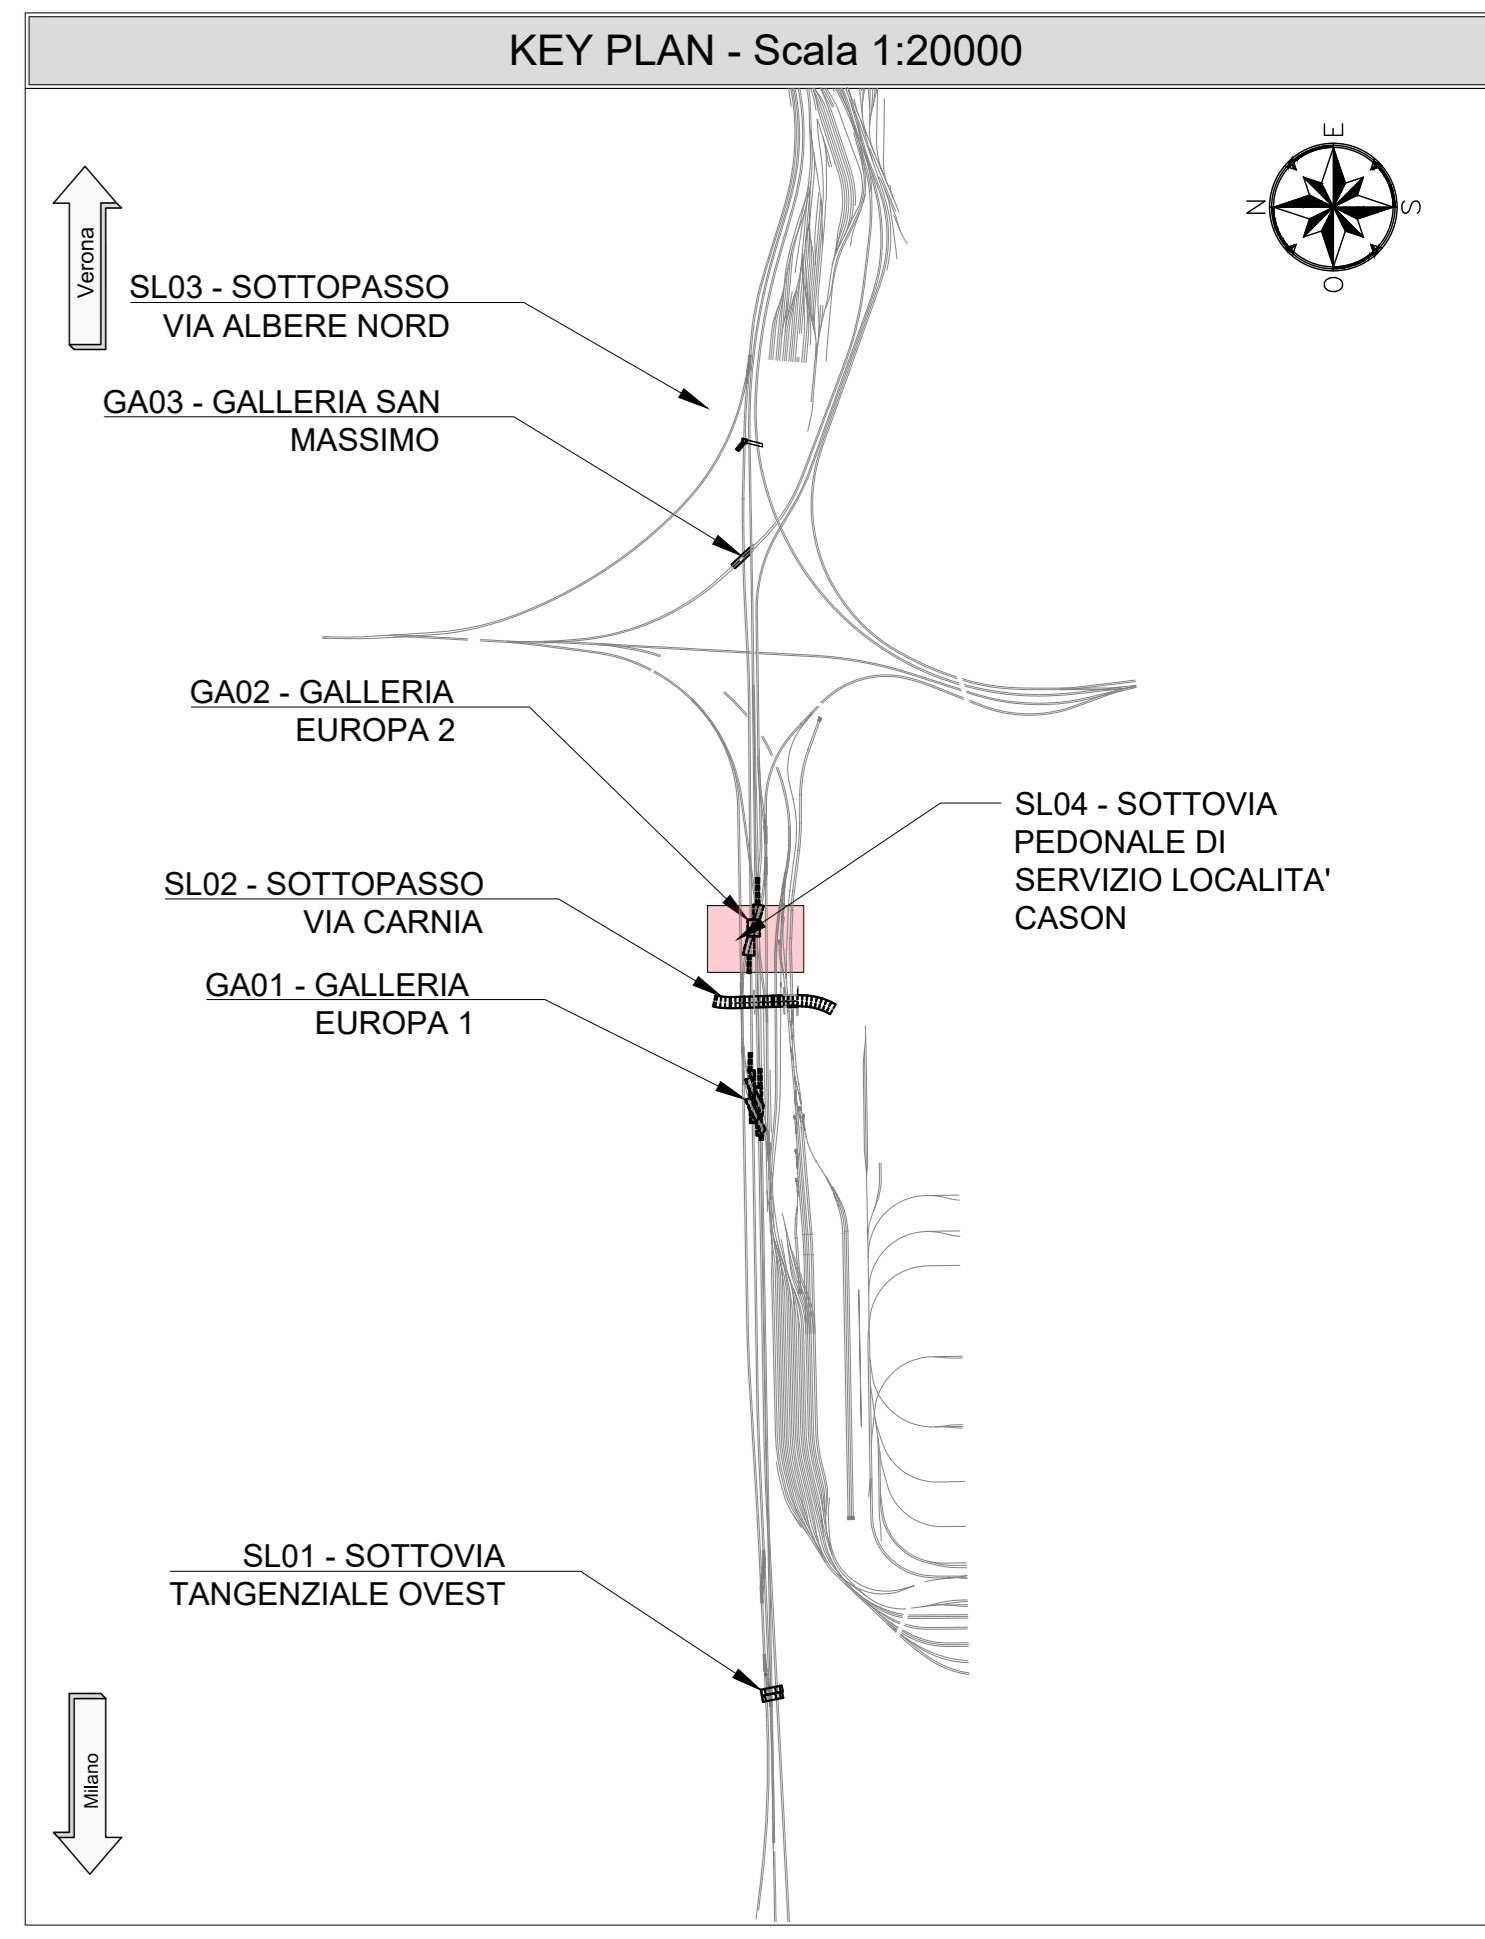 KEY PLAN - Scala 1:20000
E
N
S
O
Verona
SL03 - SOTTOPASSO
VIA ALBERE NORD
GA03 - GALLERIA SAN
MASSIMO
GA02 - GALLERIA
EUROPA 2
SL04 - SOTTOVIA
PEDONALE DI
SERVIZIO LOCALITA'
CASON
SL02 - SOTTOPASSO
VIA CARNIA
GA01 - GALLERIA
EUROPA 1
SL01 - SOTTOVIA
TANGENZIALE OVEST
Milano